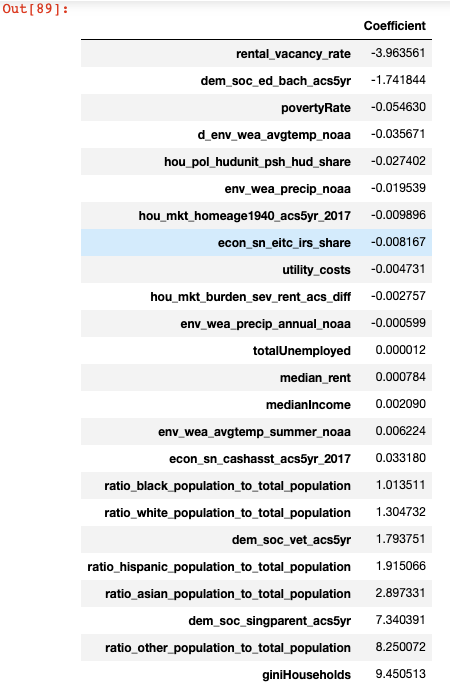 Out[89]:
Coefficient
rental_vacancy_rate -3.963561
dem_soc_ed_bach_acs5yr -1.741844
povertyRate -0.054630
d_env_wea_avgtemp_noaa -0.035671
hou_pol_hudunit_psh_hud_share -0.027402
env_wea_precip_noaa -0.019539
hou_mkt_homeage1940_acs5yr_2017 -0.009896
econ_sn_eitc_irs_share -0.008167
utility_costs -0.004731
hou_mkt_burden_sev_rent_acs_diff -0.002757
env_wea_precip_annual_noaa -0.000599
totalUnemployed 0.000012
median_rent 0.000784
medianIncome 0.002090
env_wea_avgtemp_summer_noaa 0.006224
econ_sn_cashasst_acs5yr_2017 0.033180
ratio_black_population_to_total_population 1.013511
ratio_white_population_to_total_population 1.304732
dem_soc_vet_acs5yr 1.793751
ratio_hispanic_population_to_total_population 1.915066
ratio_asian_population_to_total_population 2.897331
dem_soc_singparent_acs5yr 7.340391
ratio_other_population_to_total_population 8.250072
giniHouseholds 9.450513